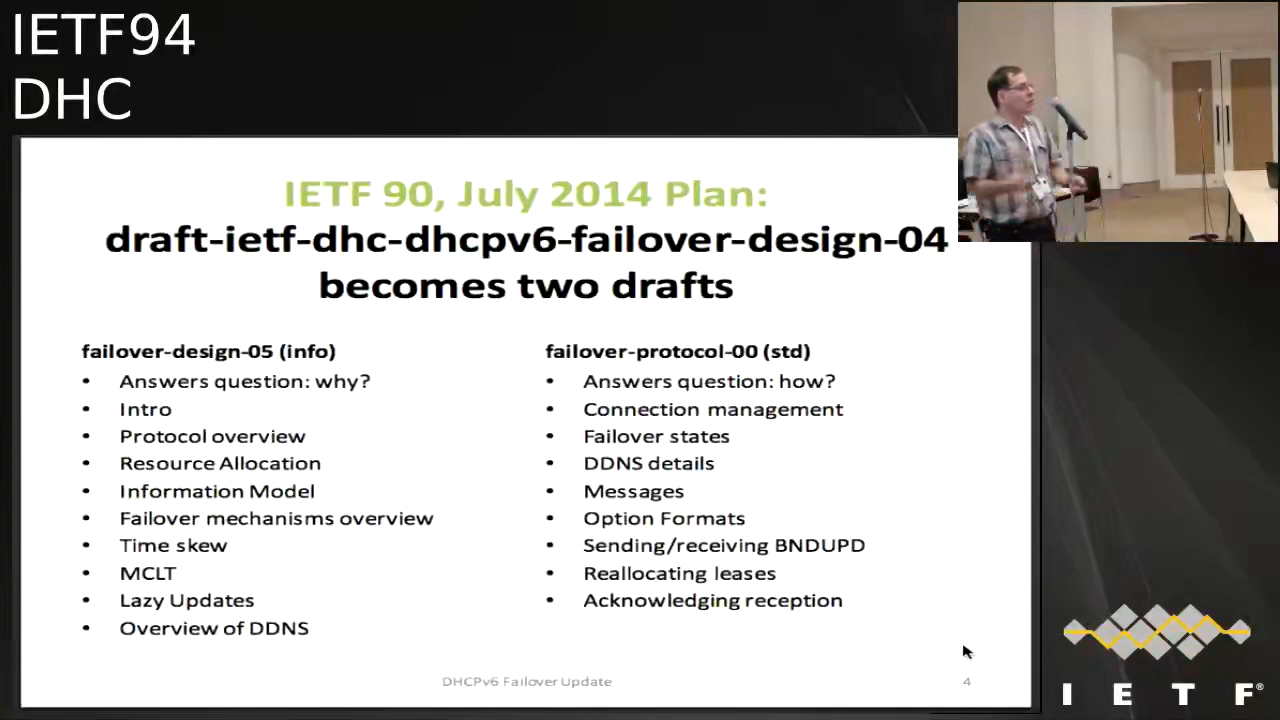 IETF94
DHC
IETF 90, July 2014 Plan:
draft-ietf-dhc-dhcpv6-failover-design-04
becomes two drafts
failover-design-05 (info)
• Answers question: why?
• Intro
• Protocol overview
• Resource Allocation
• Information Model
• Failover mechanisms overview
• Time skew
• MCLT
• Lazy Updates
• Overview of DDNS
failover-protocol-00 (std)
• Answers question: how?
• Connection management
• Failover states
• DDNS details
• Messages
• Option Formats
• Sending/receiving BNDUPD
• Reallocating leases
• Acknowledging reception
DHCPv6 Failover Update
4
I E T F®